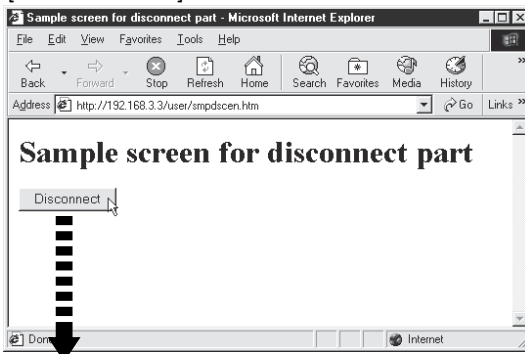 Sample screen for disconnect part - Microsoft Internet Explorer
File Edit View Favorites Tools Help
Back Forward Stop Refresh Home Search Favorites Media History »
Address http://192.168.3.3/user/smpdscen.htm Go Links »
Sample screen for disconnect part
Disconnect
Internet